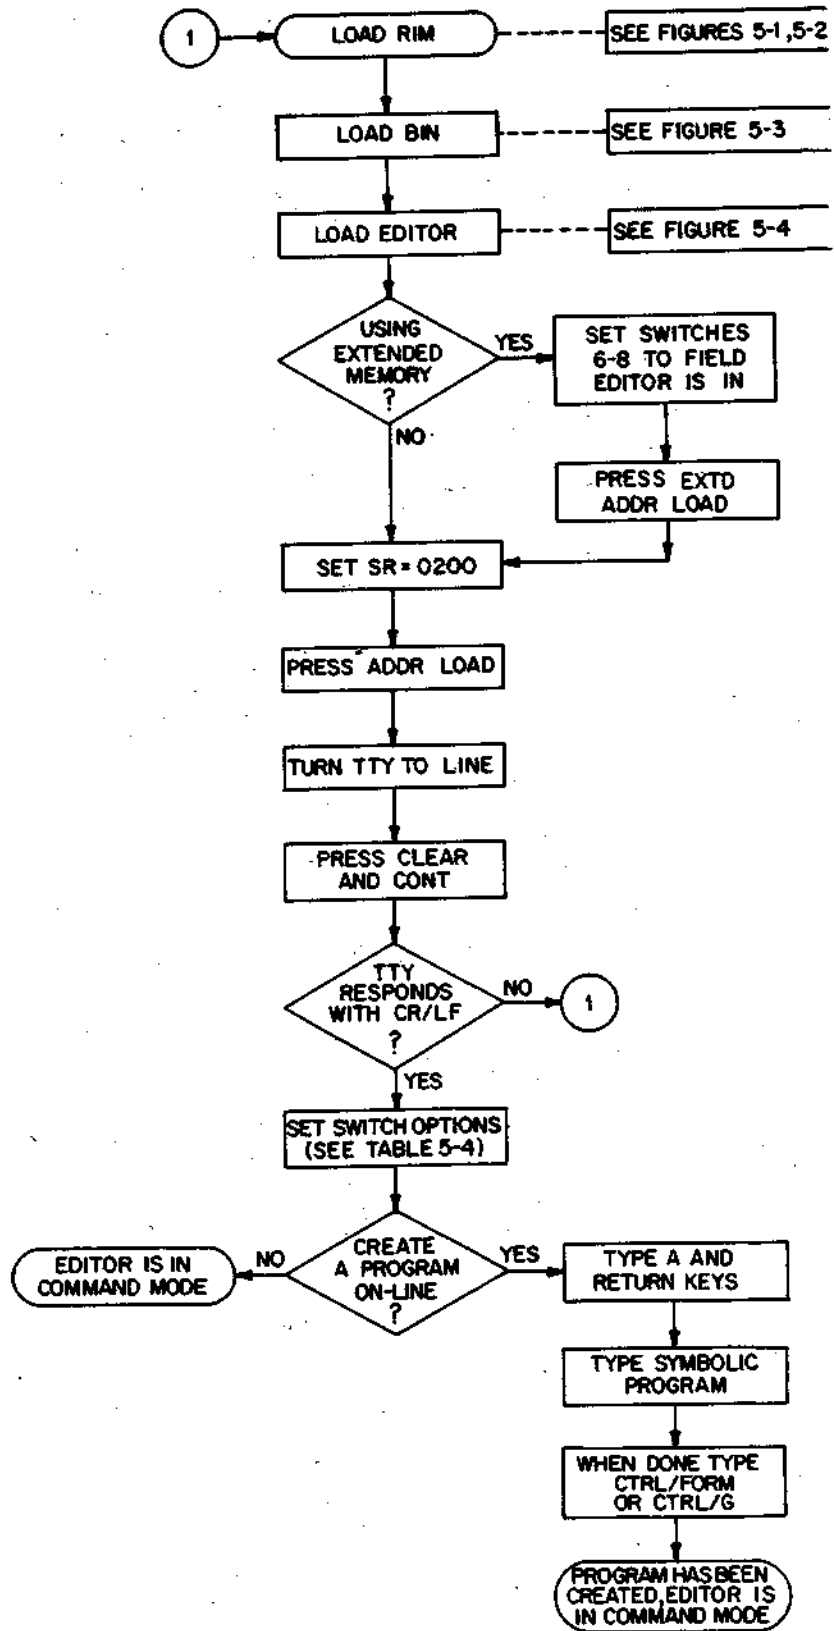 1
LOAD RIM
SEE FIGURES 5-1,5-2
LOAD BIN
SEE FIGURE 5-3
LOAD EDITOR
SEE FIGURE 5-4
USING
EXTENDED
MEMORY
?
YES
SET SWITCHES
6-8 TO FIELD
EDITOR IS IN
NO
PRESS EXTD
ADDR LOAD
SET SR=0200
PRESS ADDR LOAD
TURN TTY TO LINE
PRESS CLEAR
AND CONT
TTY
RESPONDS
WITH CR/LF
?
NO
1
YES
SET SWITCH OPTIONS
(SEE TABLE 5-4)
CREATE
A PROGRAM
ON-LINE
?
NO
EDITOR IS IN
COMMAND MODE
YES
TYPE A AND
RETURN KEYS
TYPE SYMBOLIC
PROGRAM
WHEN DONE TYPE
CTRL/FORM
OR CTRL/G
PROGRAM HAS BEEN
CREATED,EDITOR IS
IN COMMAND MODE